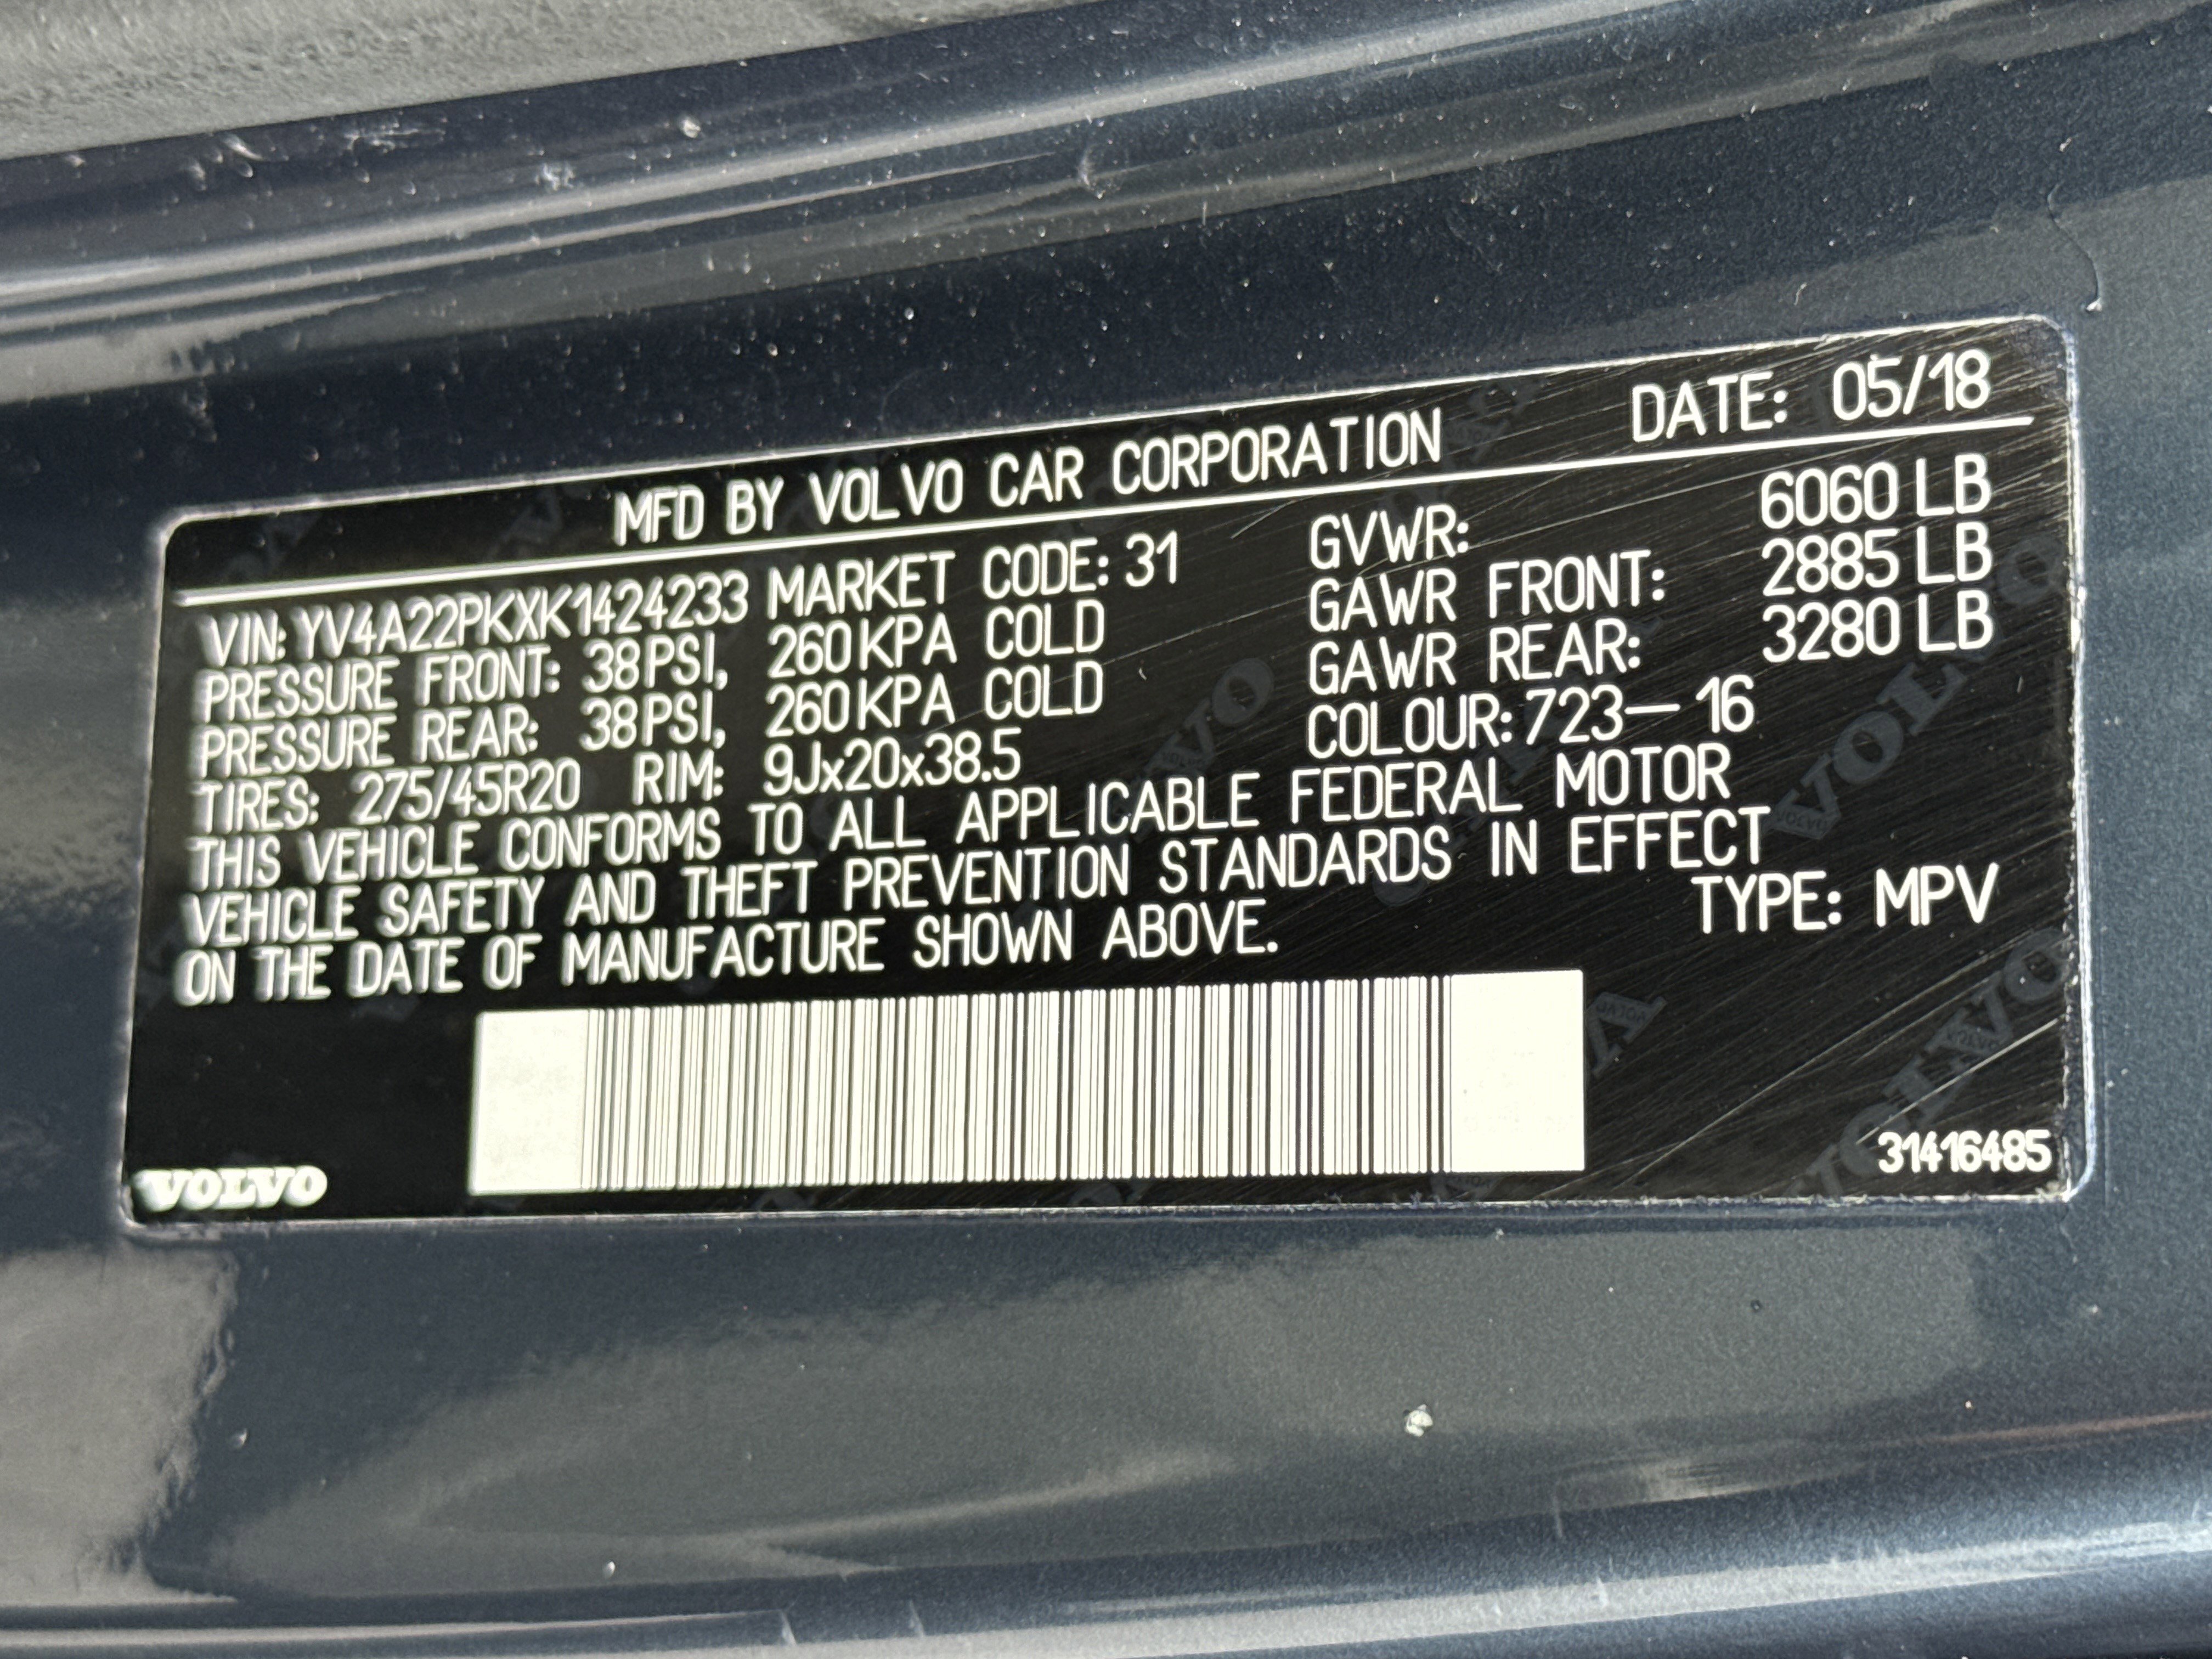 MFD BY VOLVO CAR CORPORATION DATE: 05/18
VIN: YV4A22PKXK1424233 MARKET CODE: 31 GVWR: 6060 LB
PRESSURE FRONT: 38 PSI, 260 KPA COLD GAWR FRONT: 2885 LB
PRESSURE REAR: 38 PSI, 260 KPA COLD GAWR REAR: 3280 LB
TIRES: 275/45R20 RIM: 9Jx20x38.5 COLOUR: 723-16
THIS VEHICLE CONFORMS TO ALL APPLICABLE FEDERAL MOTOR
VEHICLE SAFETY AND THEFT PREVENTION STANDARDS IN EFFECT
ON THE DATE OF MANUFACTURE SHOWN ABOVE. TYPE: MPV
VOLVO
31416485